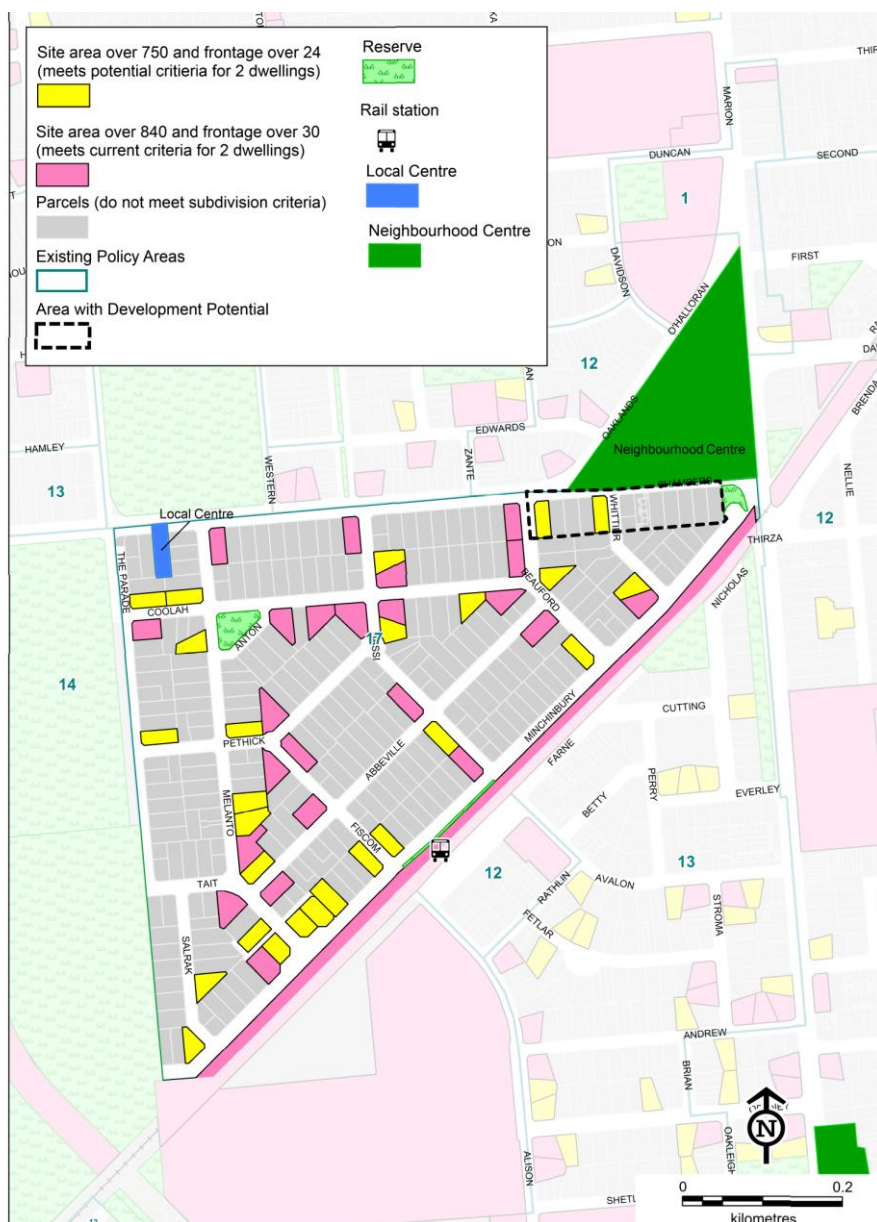 Site area over 750 and frontage over 24
(meets potential critieria for 2 dwellings)
Site area over 840 and frontage over 30
(meets current criteria for 2 dwellings)
Parcels (do not meet subdivision criteria)
Existing Policy Areas
Area with Development Potential
Reserve
Rail station
Local Centre
Neighbourhood Centre
MARION
DUNCAN
SECOND
1
FIRST
DAVIDSON
O'HALLORAN
12
OAKLANDS
EDWARDS
HAMLEY
WESTERN
ZANTE
13
Neighbourhood Centre
NELLIE
12
BRENDA
Local Centre
CHAMBERS
WHITTIER
THIRZA
THE PARADE
COOLAH
BEAUFORD
NICHOLAS
ANTON
17
14
MINCHINBURY
CUTTING
PETHICK
ABBEVILLE
FARNE
PERRY
EVERLEY
MELANTO
BETTY
FISCOM
12
13
TAIT
RATHLIN
AVALON
STROMA
FETLAR
SALRAK
ANDREW
BRIAN
N
ALISON
OAKLEIGH
0
0.2
kilometres